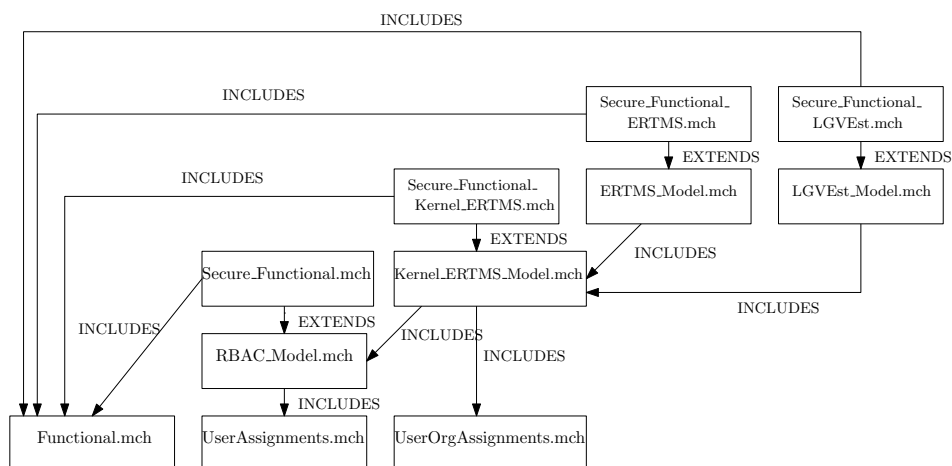 INCLUDES
INCLUDES
Secure_Functional_
ERTMS.mch
Secure_Functional_
LGVEst.mch
EXTENDS
EXTENDS
INCLUDES
Secure_Functional_
Kernel_ERTMS.mch
ERTMS_Model.mch
LGVEst_Model.mch
EXTENDS
INCLUDES
Secure_Functional.mch
Kernel_ERTMS_Model.mch
INCLUDES
INCLUDES
EXTENDS
INCLUDES
RBAC_Model.mch
INCLUDES
INCLUDES
Functional.mch
UserAssignments.mch
UserOrgAssignments.mch